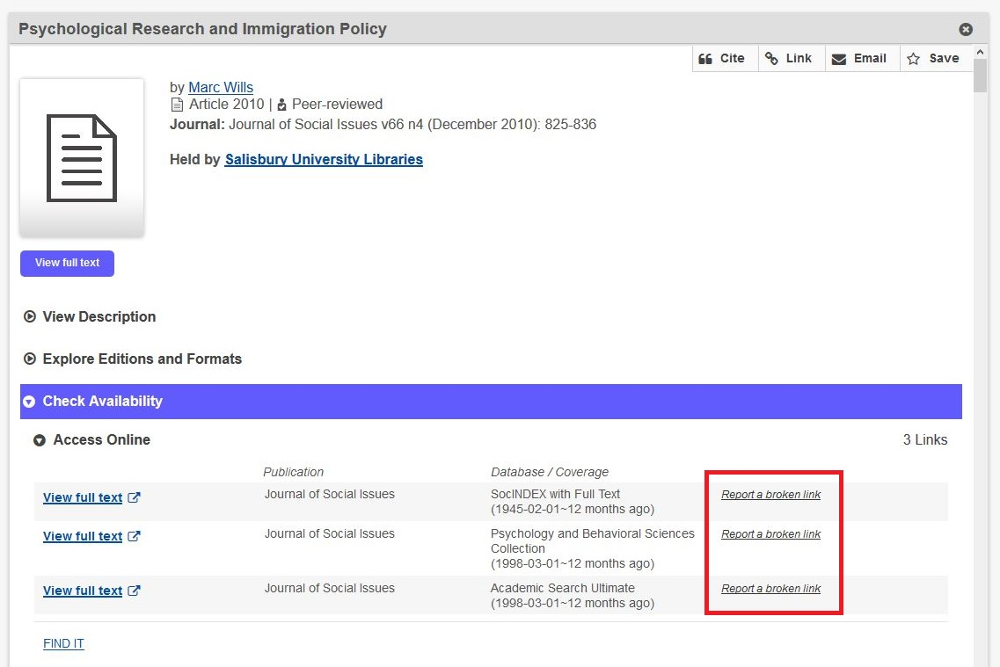 Psychological Research and Immigration Policy
Cite Link Email Save
by Marc Wills
Article 2010 | Peer-reviewed
Journal: Journal of Social Issues v66 n4 (December 2010): 825-836
Held by Salisbury University Libraries
View full text
View Description
Explore Editions and Formats
Check Availability
Access Online 3 Links
Publication Database / Coverage
View full text Journal of Social Issues SocINDEX with Full Text Report a broken link
(1945-02-01~12 months ago)
View full text Journal of Social Issues Psychology and Behavioral Sciences Report a broken link
Collection
(1998-03-01~12 months ago)
View full text Journal of Social Issues Academic Search Ultimate Report a broken link
(1998-03-01~12 months ago)
FIND IT